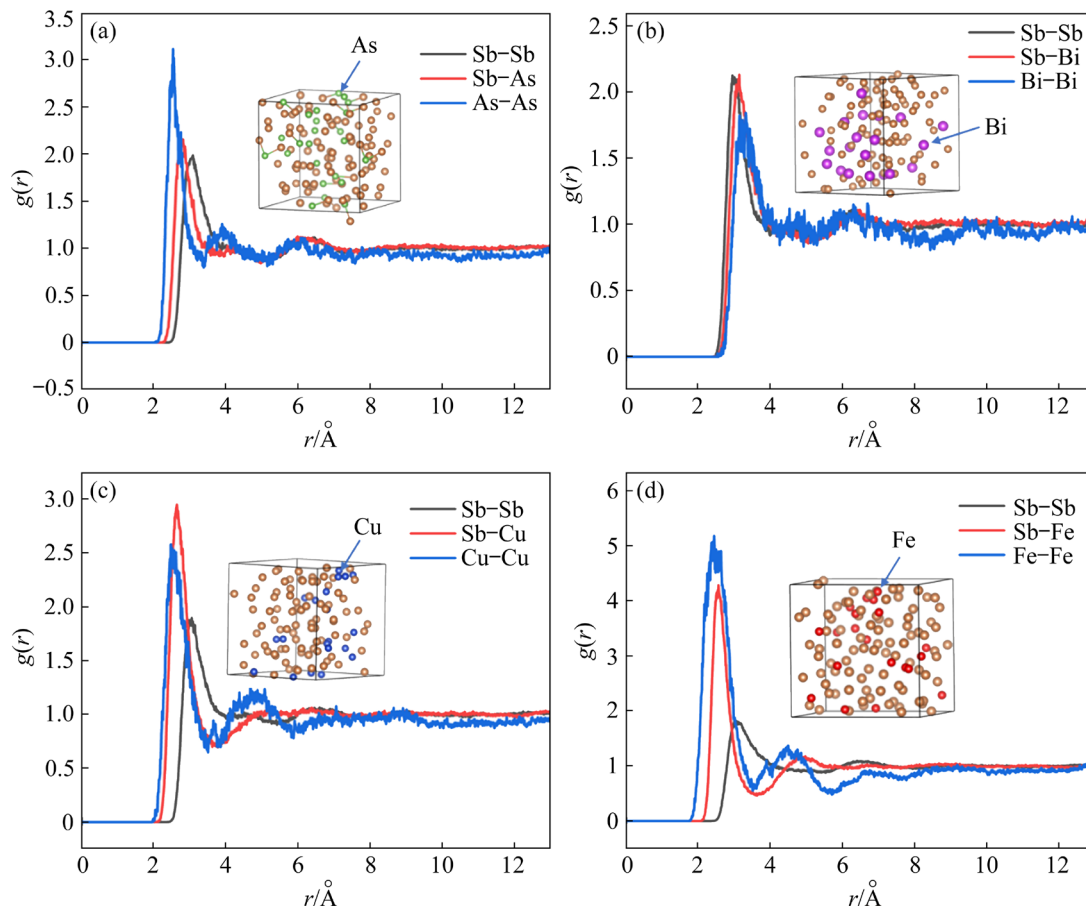 (a)
Sb−Sb
Sb−As
As−As
As
3.5
3.0
2.5
2.0
1.5
1.0
0.5
0
−0.5
g(r)
0 2 4 6 8 10 12
r/Å
(b)
Sb−Sb
Sb−Bi
Bi−Bi
Bi
2.5
2.0
1.5
1.0
0.5
0
g(r)
0 2 4 6 8 10 12
r/Å
(c)
Sb−Sb
Sb−Cu
Cu−Cu
Cu
3.0
2.5
2.0
1.5
1.0
0.5
0
g(r)
0 2 4 6 8 10 12
r/Å
(d)
Sb−Sb
Sb−Fe
Fe−Fe
Fe
6
5
4
3
2
1
0
g(r)
0 2 4 6 8 10 12
r/Å